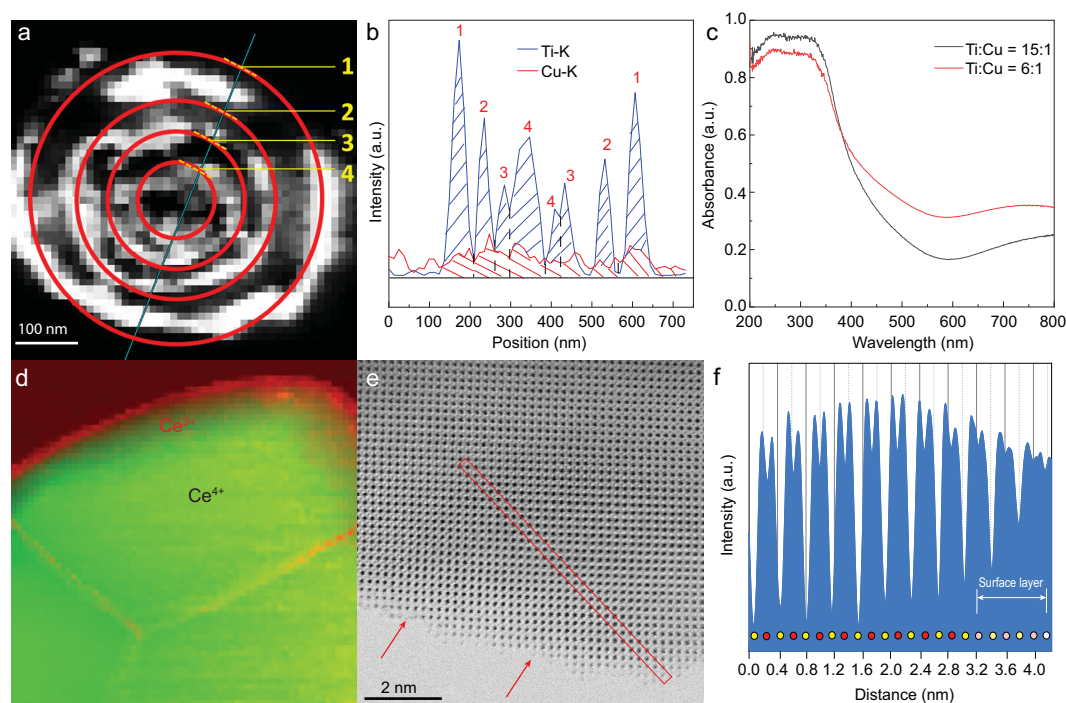 a
1
2
3
4
100 nm
b
Ti-K
Cu-K
1
2
3
4
4
3
2
1
Intensity (a.u.)
0 100 200 300 400 500 600 700
Position (nm)
c
Ti:Cu = 15:1
Ti:Cu = 6:1
1.0
0.8
0.6
0.4
0.2
0.0
Absorbance (a.u.)
200 300 400 500 600 700 800
Wavelength (nm)
d
Ce3+
Ce4+
e
2 nm
f
Intensity (a.u.)
Surface layer
0.0 0.4 0.8 1.2 1.6 2.0 2.4 2.8 3.2 3.6 4.0
Distance (nm)